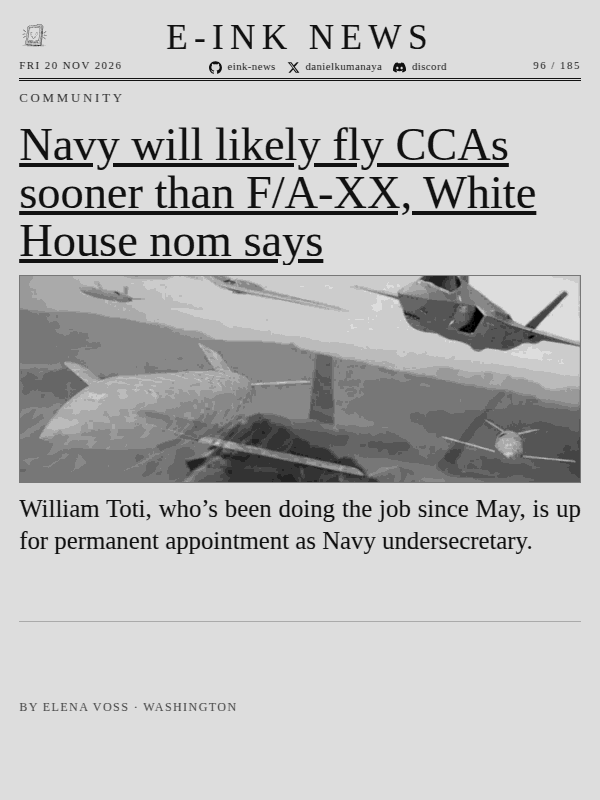 E-INK NEWS
FRI 20 NOV 2026
eink-news
danielkumanaya
discord
96 / 185
COMMUNITY
Navy will likely fly CCAs
sooner than F/A-XX, White
House nom says
William Toti, who’s been doing the job since May, is up
for permanent appointment as Navy undersecretary.
BY ELENA VOSS · WASHINGTON